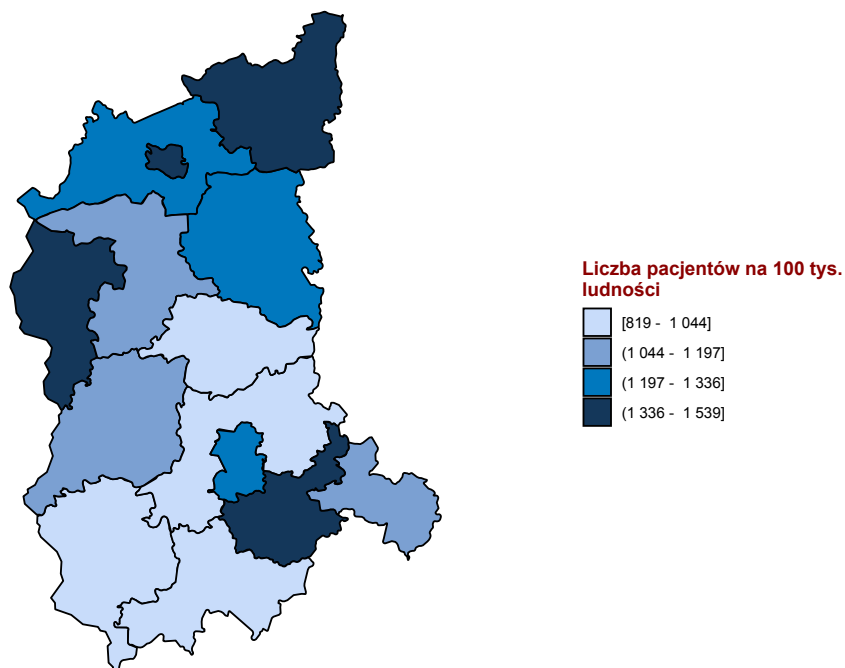 Liczba pacjentów na 100 tys.
ludności
[819 - 1 044]
(1 044 - 1 197]
(1 197 - 1 336]
(1 336 - 1 539]